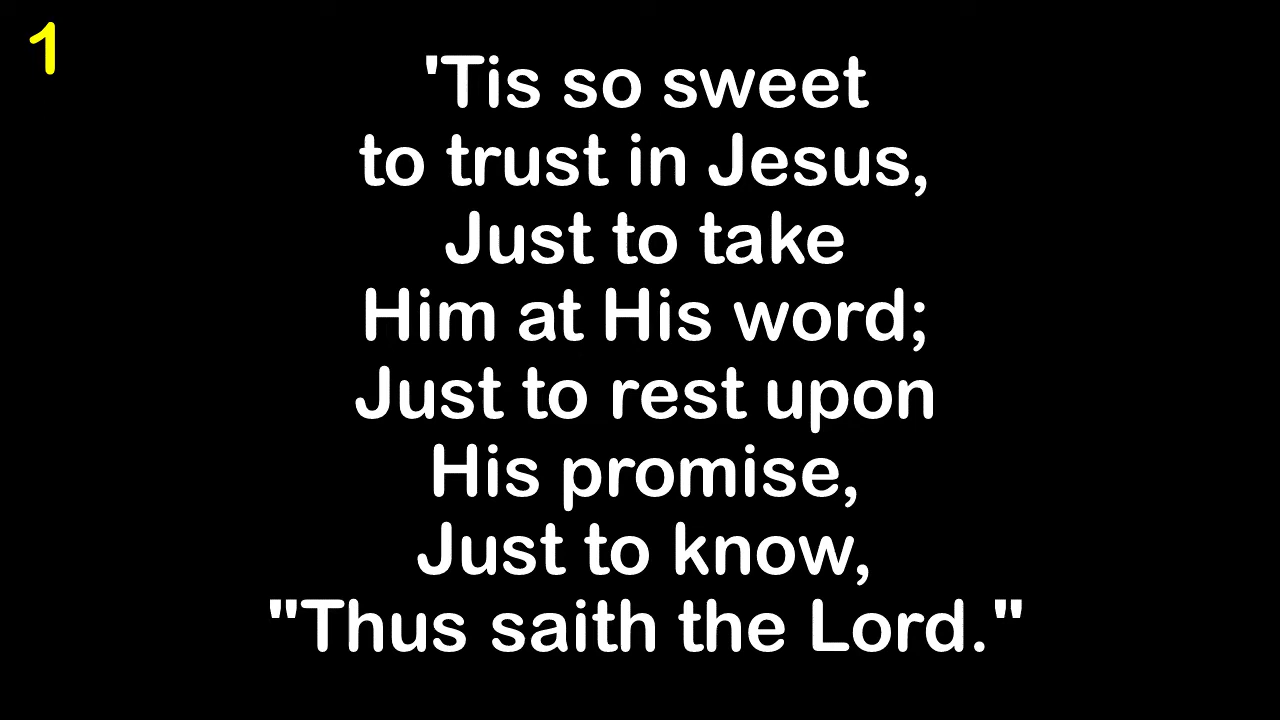 1
'Tis so sweet
to trust in Jesus,
Just to take
Him at His word;
Just to rest upon
His promise,
Just to know,
"Thus saith the Lord."